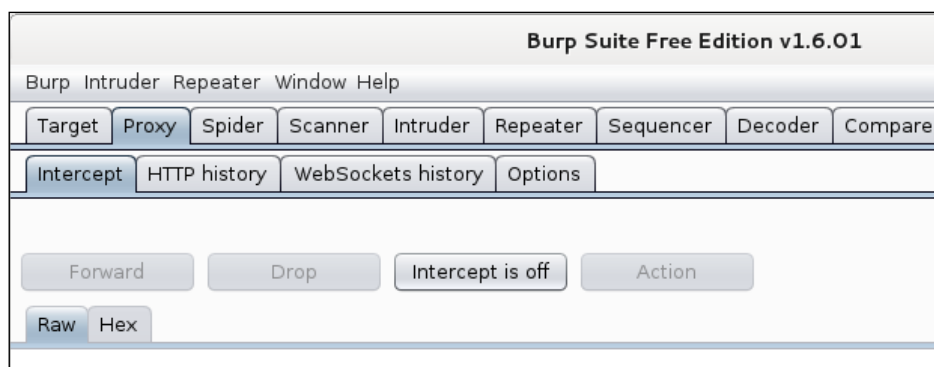 Burp Suite Free Edition v1.6.01
Burp Intruder Repeater Window Help
Target Proxy Spider Scanner Intruder Repeater Sequencer Decoder Compare
Intercept HTTP history WebSockets history Options
Forward Drop Intercept is off Action
Raw Hex